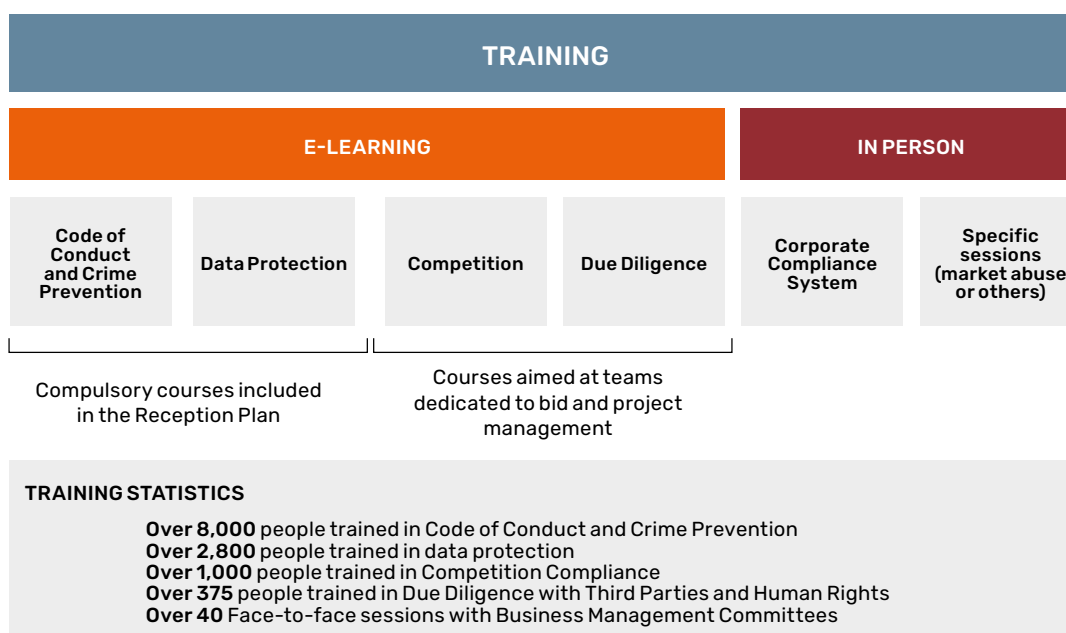 TRAINING
E-LEARNING
IN PERSON
Code of
Conduct
and Crime
Prevention
Data Protection
Competition
Due Diligence
Corporate
Compliance
System
Specific
sessions
(market abuse
or others)
Compulsory courses included
in the Reception Plan
Courses aimed at teams
dedicated to bid and project
management
TRAINING STATISTICS
Over 8,000 people trained in Code of Conduct and Crime Prevention
Over 2,800 people trained in data protection
Over 1,000 people trained in Competition Compliance
Over 375 people trained in Due Diligence with Third Parties and Human Rights
Over 40 Face-to-face sessions with Business Management Committees